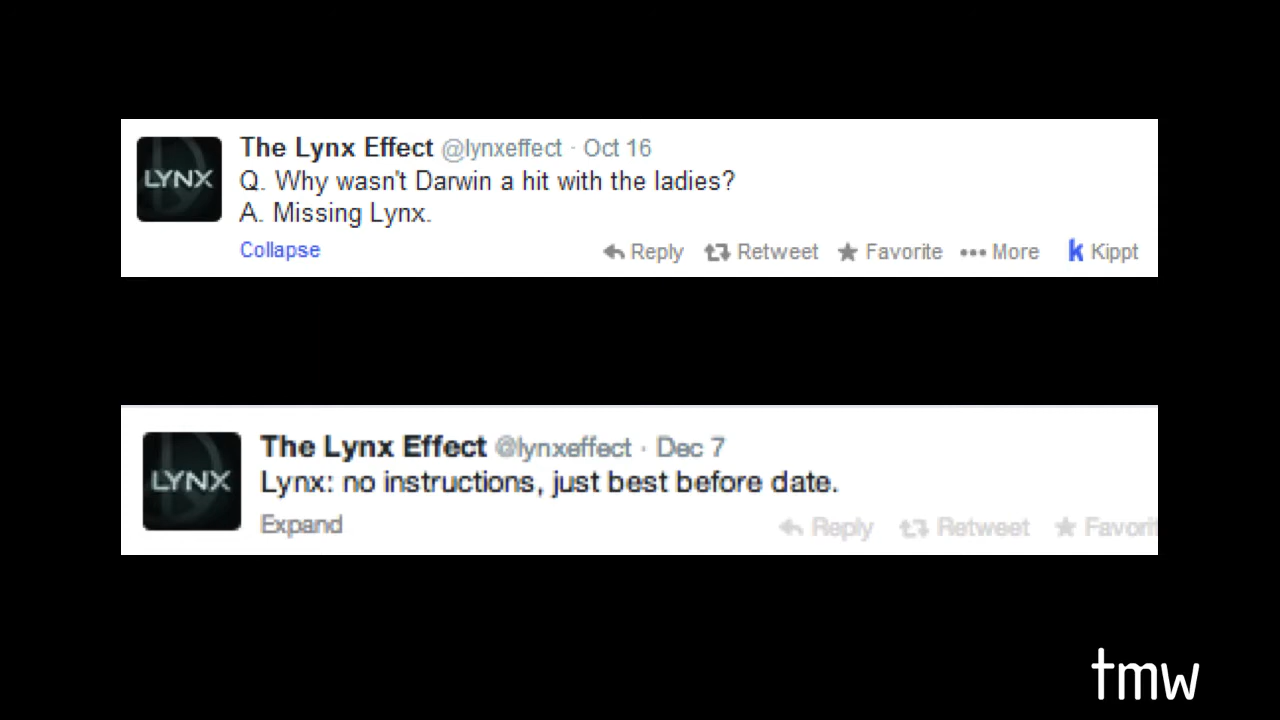 LYNX
The Lynx Effect @lynxeffect · Oct 16
Q. Why wasn't Darwin a hit with the ladies?
A. Missing Lynx.
Collapse Reply Retweet Favorite More k Kippt
LYNX
The Lynx Effect @lynxeffect · Dec 7
Lynx: no instructions, just best before date.
Expand Reply Retweet Favorit
tmw